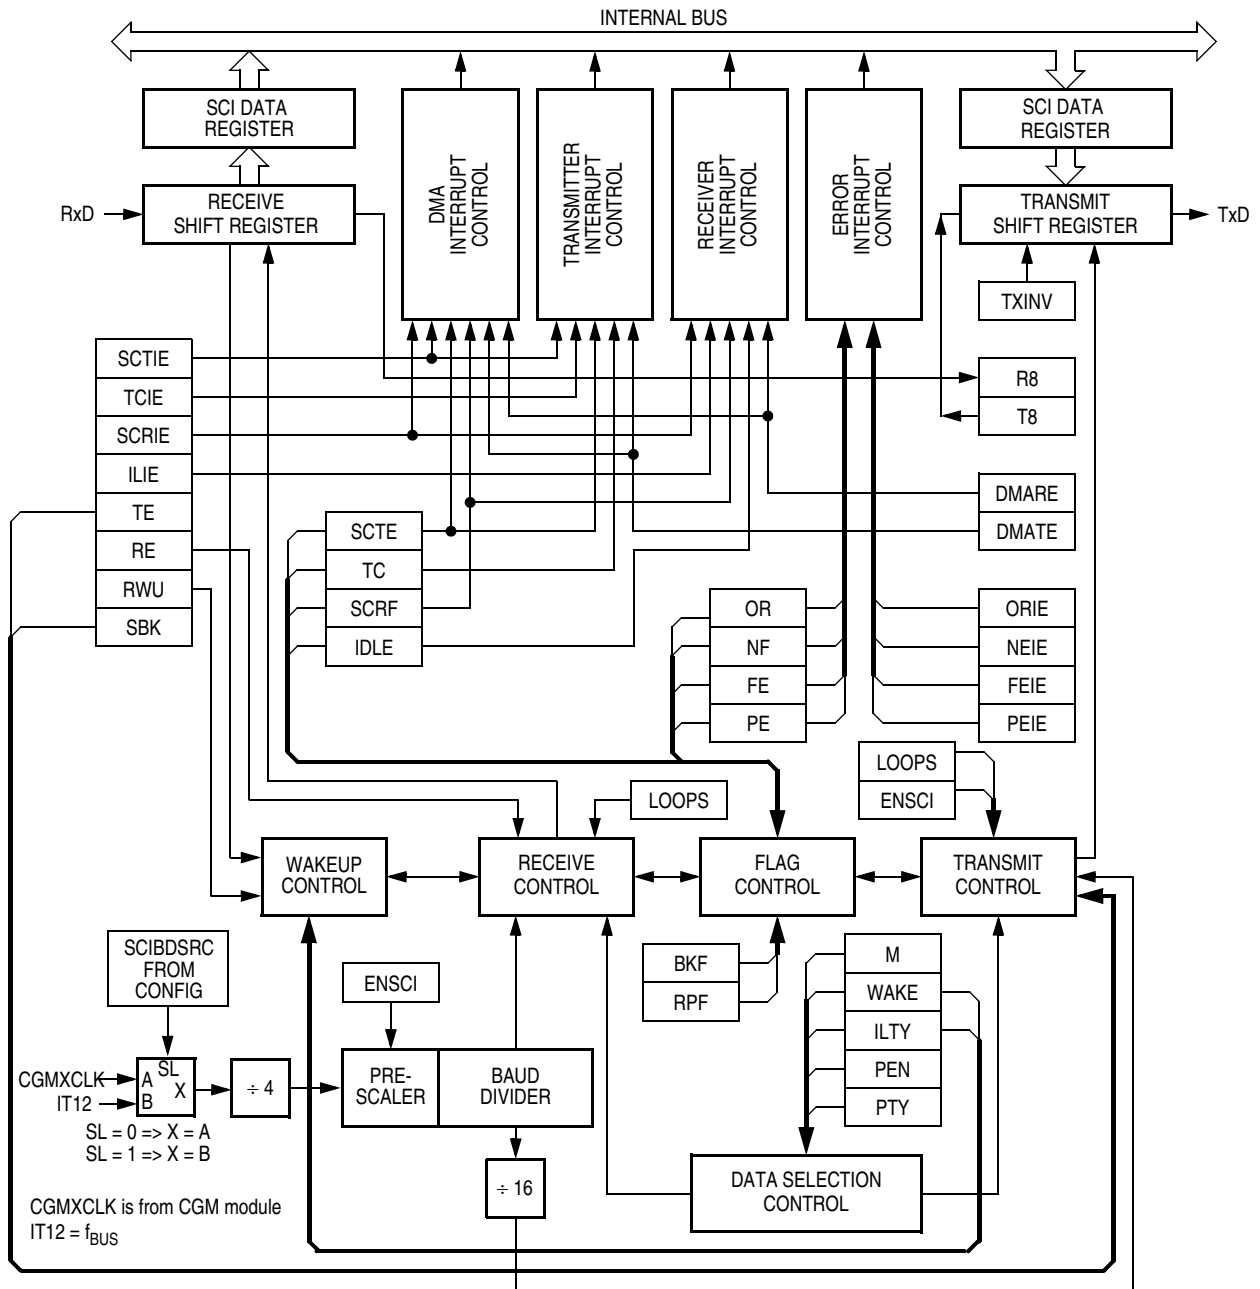 INTERNAL BUS
SCI DATA
REGISTER
DMA
INTERRUPT
CONTROL
TRANSMITTER
INTERRUPT
CONTROL
RECEIVER
INTERRUPT
CONTROL
ERROR
INTERRUPT
CONTROL
SCI DATA
REGISTER
RxD
RECEIVE
SHIFT REGISTER
TRANSMIT
SHIFT REGISTER
TxD
TXINV
SCTIE
TCIE
SCRIE
ILIE
TE
RE
RWU
SBK
R8
T8
DMARE
DMATE
SCTE
TC
SCRF
IDLE
OR
NF
FE
PE
ORIE
NEIE
FEIE
PEIE
LOOPS
ENSCI
LOOPS
WAKEUP
CONTROL
RECEIVE
CONTROL
FLAG
CONTROL
TRANSMIT
CONTROL
SCIBDSRC
FROM
CONFIG
ENSCI
BKF
RPF
M
WAKE
ILTY
PEN
PTY
CGMXCLK
IT12
SL
A
X
B
÷ 4
PRE-
SCALER
BAUD
DIVIDER
SL = 0 => X = A
SL = 1 => X = B
÷ 16
DATA SELECTION
CONTROL
CGMXCLK is from CGM module
IT12 = fBUS